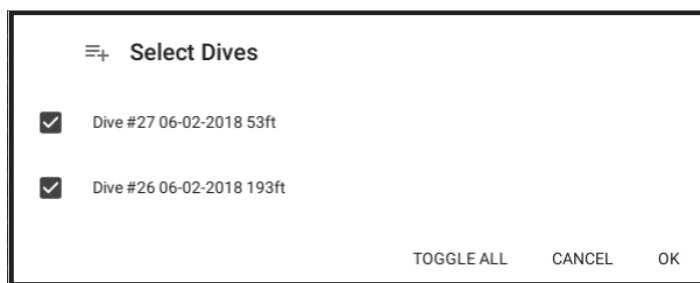 Select Dives
Dive #27 06-02-2018 53ft
Dive #26 06-02-2018 193ft
TOGGLE ALL CANCEL OK